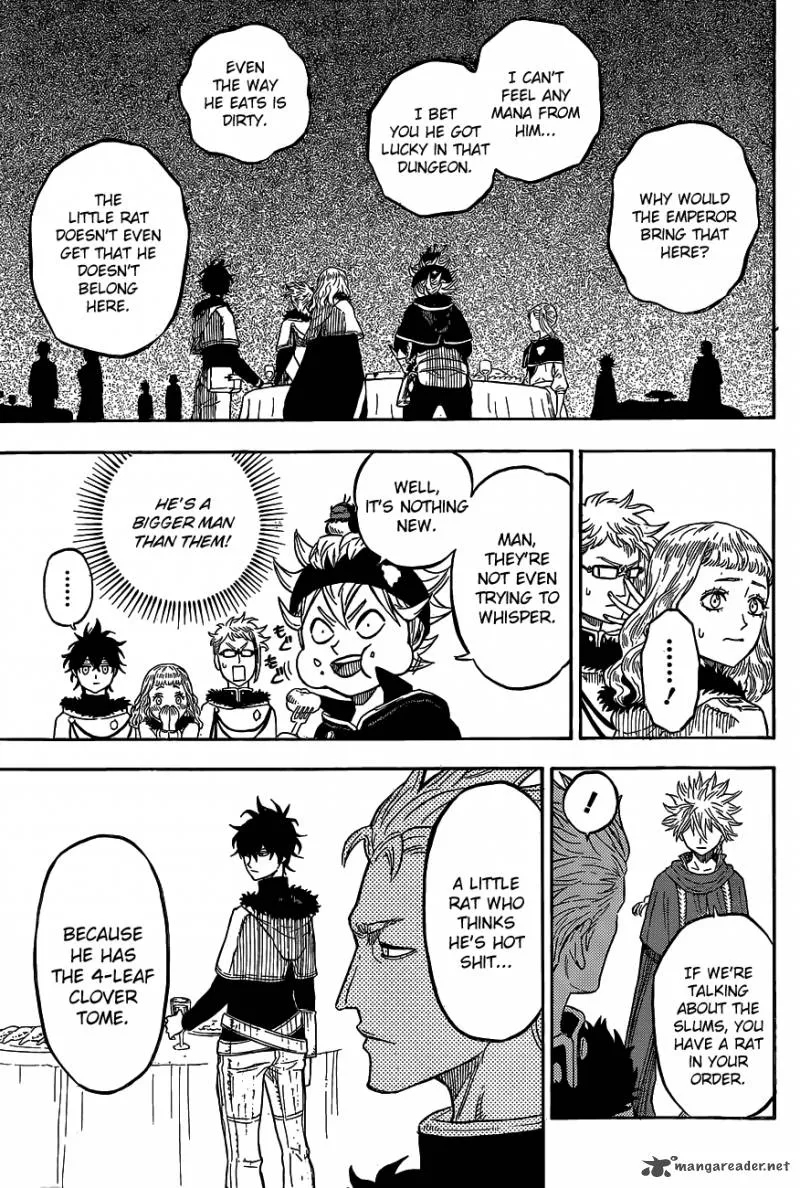 WHY WOULD
THE EMPEROR
BRING THAT
HERE?
I CAN'T
FEEL ANY
MANA FROM
HIM...
I BET
YOU HE GOT
LUCKY IN THAT
DUNGEON.
EVEN
THE WAY
HE EATS IS
DIRTY.
THE
LITTLE RAT
DOESN'T EVEN
GET THAT HE
DOESN'T
BELONG
HERE.
.......!
MAN,
THEY'RE
NOT EVEN
TRYING TO
WHISPER.
WELL,
IT'S NOTHING
NEW.
もぐ
もぐ
HE'S A
BIGGER MAN
THAN THEM!
.....
!
IF WE'RE
TALKING
ABOUT THE
SLUMS, YOU
HAVE A RAT
IN YOUR
ORDER.
A LITTLE
RAT WHO
THINKS
HE'S HOT
SHIT...
BECAUSE
HE HAS
THE 4-LEAF
CLOVER
TOME.
mangareader.net